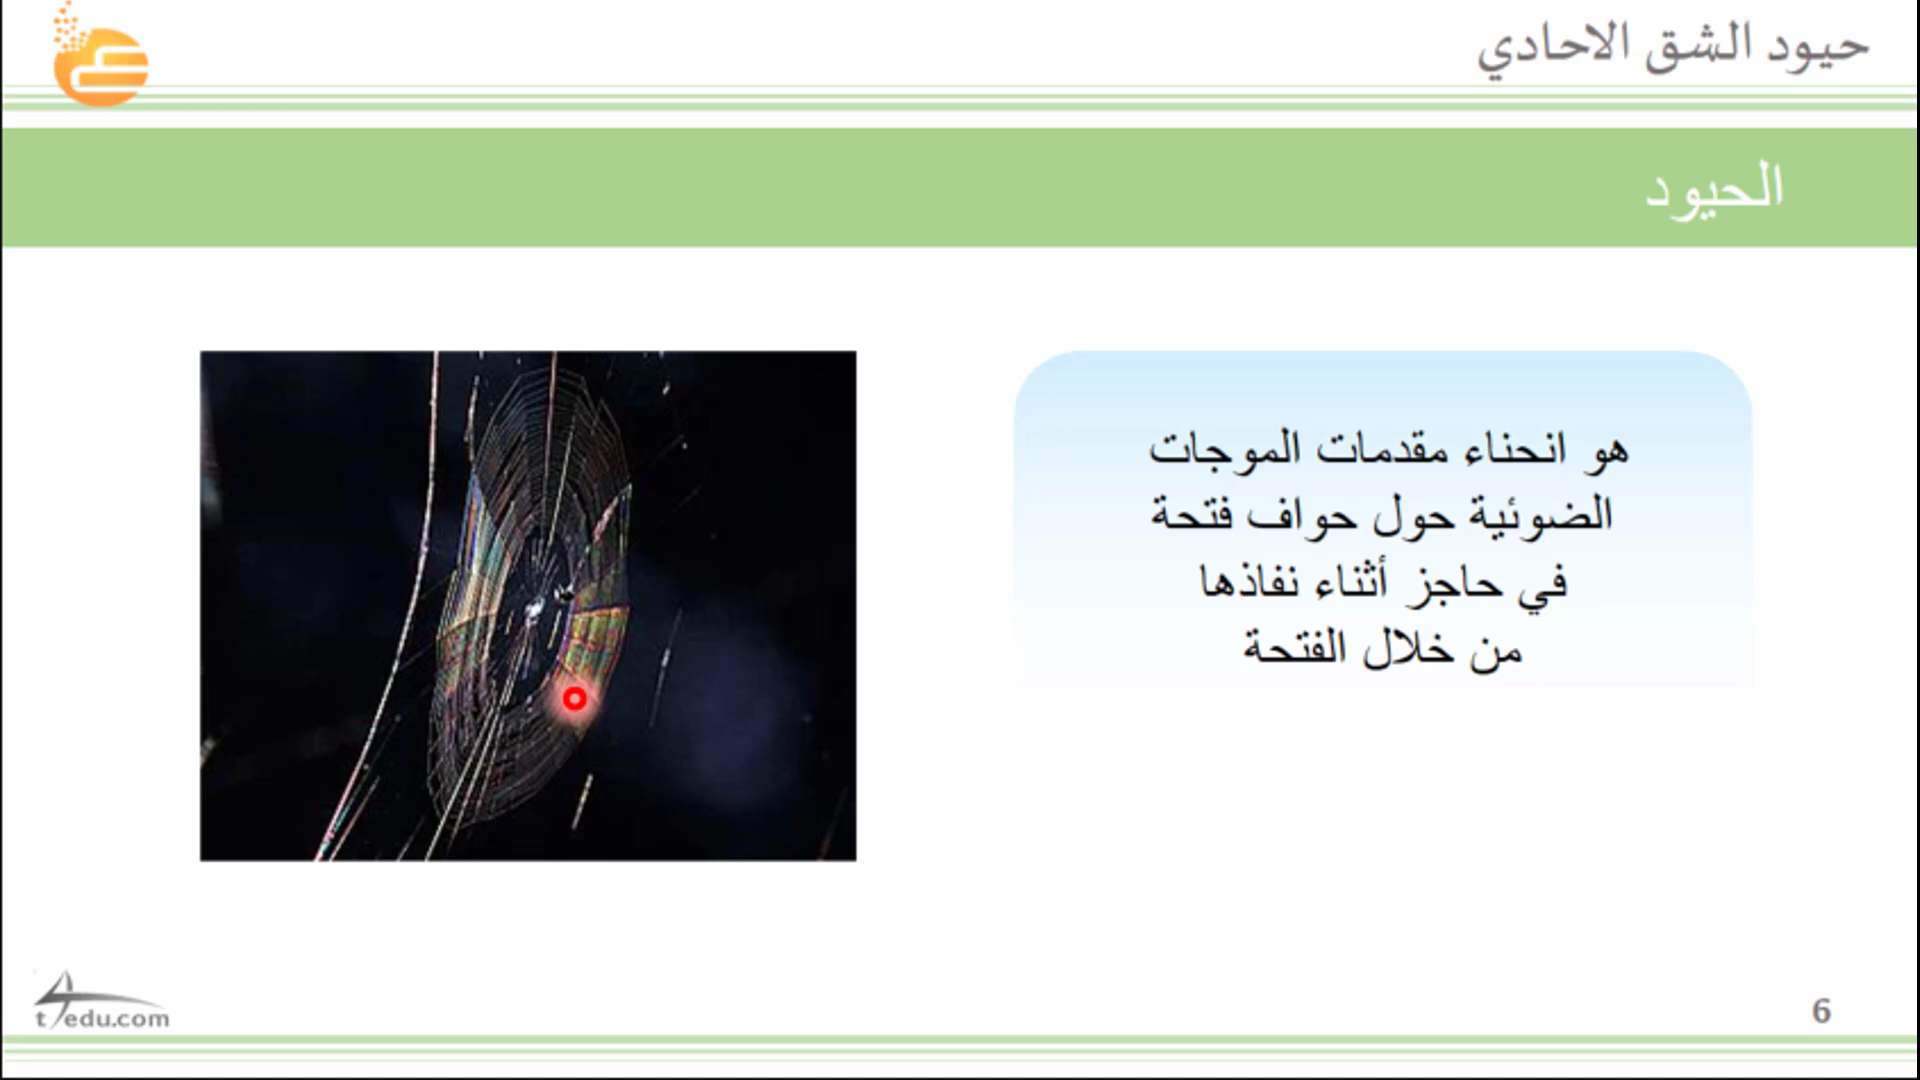 حيود الشق الاحادي
الحيود
هو انحناء مقدمات الموجات
الضوئية حول حواف فتحة
في حاجز أثناء نفاذها
من خلال الفتحة
t4edu.com
6